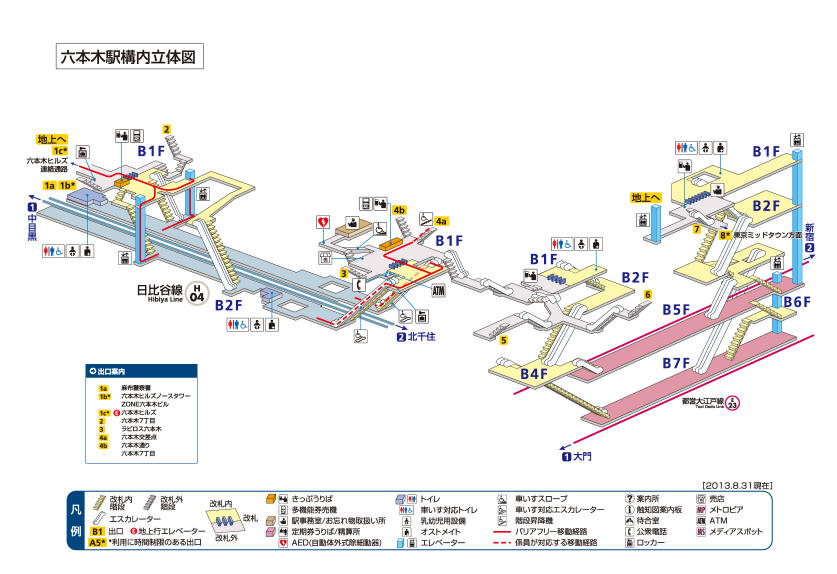 六本木駅構内立体図
地上へ
1c*
六本木ヒルズ
連絡通路
1a 1b*
2
B1F
1 中目黒
日比谷線
Hibiya Line
H
04
B2F
4b
4a
B1F
3
ATM
2 北千住
B1F
B2F
6
5
B4F
地上へ
B1F
B2F
7
8* 東京ミッドタウン方面
新宿 2
B5F
B6F
B7F
都営大江戸線
Toei Oedo Line
E
23
1 大門
出口案内
1a 麻布警察署
1b* 六本木ヒルズノースタワー
ZONE六本木ビル
1c* 六本木ヒルズ
2 六本木7丁目
3 ラピロス六本木
4a 六本木交差点
4b 六本木通り
六本木7丁目
[2013.8.31現在]
凡例
改札内階段
改札外階段
エスカレーター
B1 出口 地上行エレベーター
A5* *利用に時間制限のある出口
改札内
改札
改札外
きっぷうりば
多機能券売機
駅事務室/お忘れ物取扱い所
定期券うりば/精算所
AED(自動体外式除細動器)
トイレ
車いす対応トイレ
乳幼児用設備
オストメイト
エレベーター
車いすスロープ
車いす対応エスカレーター
階段昇降機
バリアフリー移動経路
係員が対応する移動経路
案内所
触知図案内板
待合室
公衆電話
ロッカー
売店
メトロピア
ATM
メディアスポット